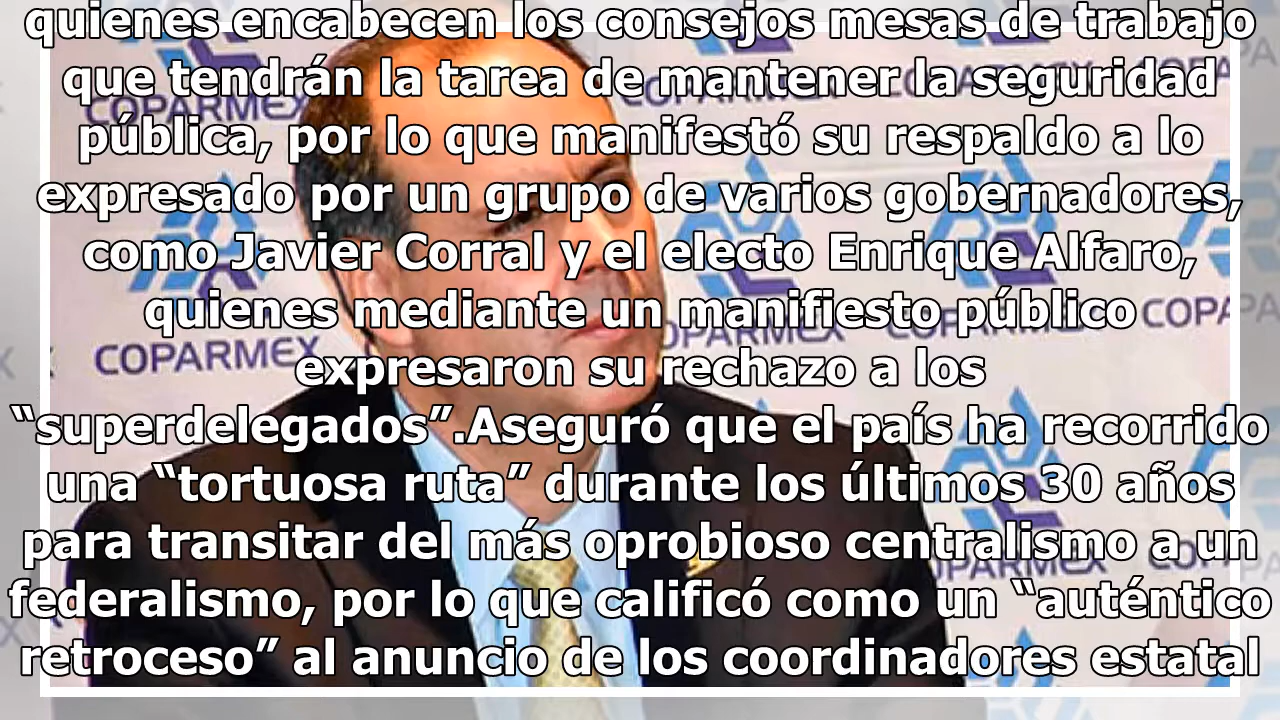 quienes encabecen los consejos mesas de trabajo
que tendrán la tarea de mantener la seguridad
pública, por lo que manifestó su respaldo a lo
expresado por un grupo de varios gobernadores,
como Javier Corral y el electo Enrique Alfaro,
quienes mediante un manifiesto público
expresaron su rechazo a los
“superdelegados”.Aseguró que el país ha recorrido
una “tortuosa ruta” durante los últimos 30 años
para transitar del más oprobioso centralismo a un
federalismo, por lo que calificó como un “auténtico
retroceso” al anuncio de los coordinadores estatal
COPARMEX
COPARMEX